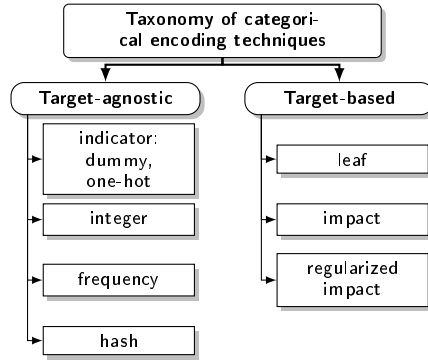 Taxonomy of categori-
cal encoding techniques
Target-agnostic
indicator:
dummy,
one-hot
integer
frequency
hash
Target-based
leaf
impact
regularized
impact